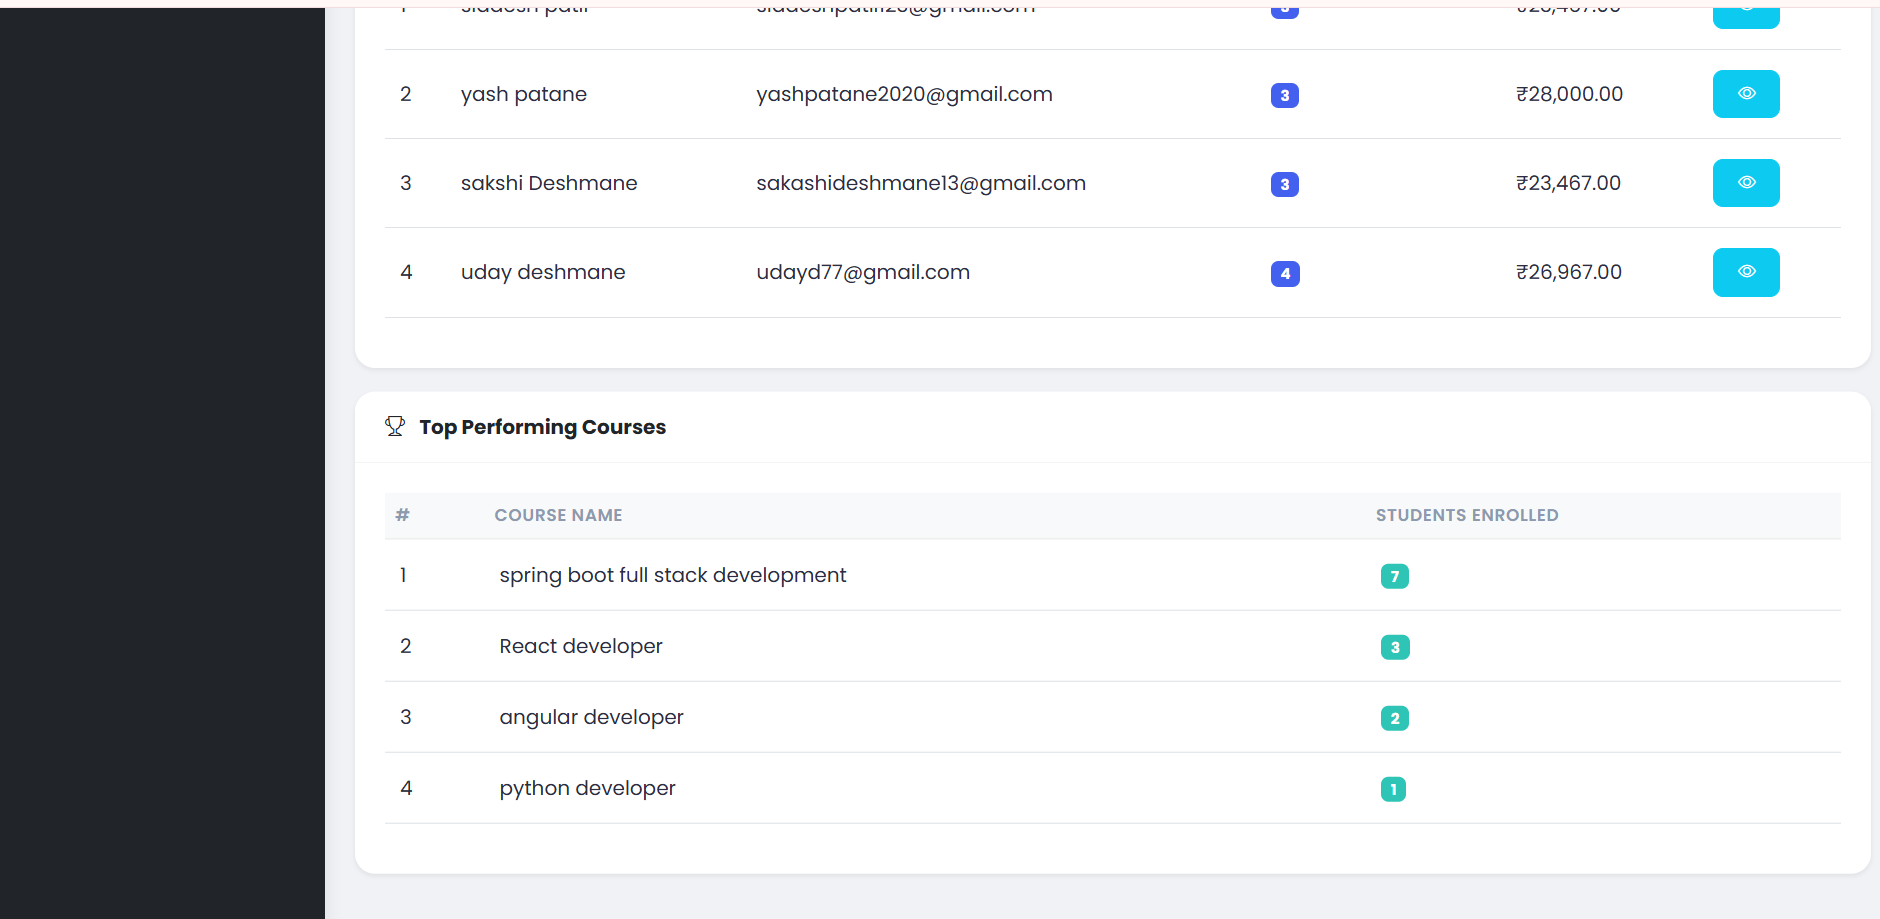 2 yash patane yashpatane2020@gmail.com 3 ₹28,000.00
3 sakshi Deshmane sakashideshmane13@gmail.com 3 ₹23,467.00
4 uday deshmane udayd77@gmail.com 4 ₹26,967.00
Top Performing Courses
# COURSE NAME STUDENTS ENROLLED
1 spring boot full stack development 7
2 React developer 3
3 angular developer 2
4 python developer 1